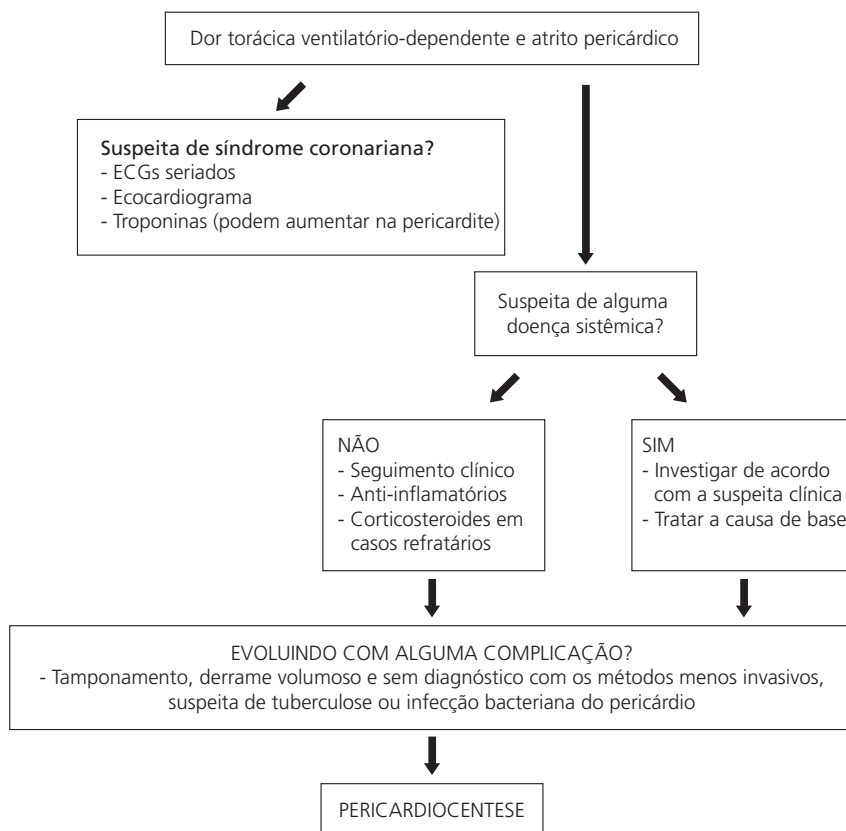 Dor torácica ventilatório-dependente e atrito pericárdico
Suspeita de síndrome coronariana?
- ECGs seriados
- Ecocardiograma
- Troponinas (podem aumentar na pericardite)
Suspeita de alguma
doença sistêmica?
NÃO
- Seguimento clínico
- Anti-inflamatórios
- Corticosteroides em
casos refratários
SIM
- Investigar de acordo
com a suspeita clínica
- Tratar a causa de base
EVOLUINDO COM ALGUMA COMPLICAÇÃO?
- Tamponamento, derrame volumoso e sem diagnóstico com os métodos menos invasivos,
suspeita de tuberculose ou infecção bacteriana do pericárdio
PERICARDIOCENTESE